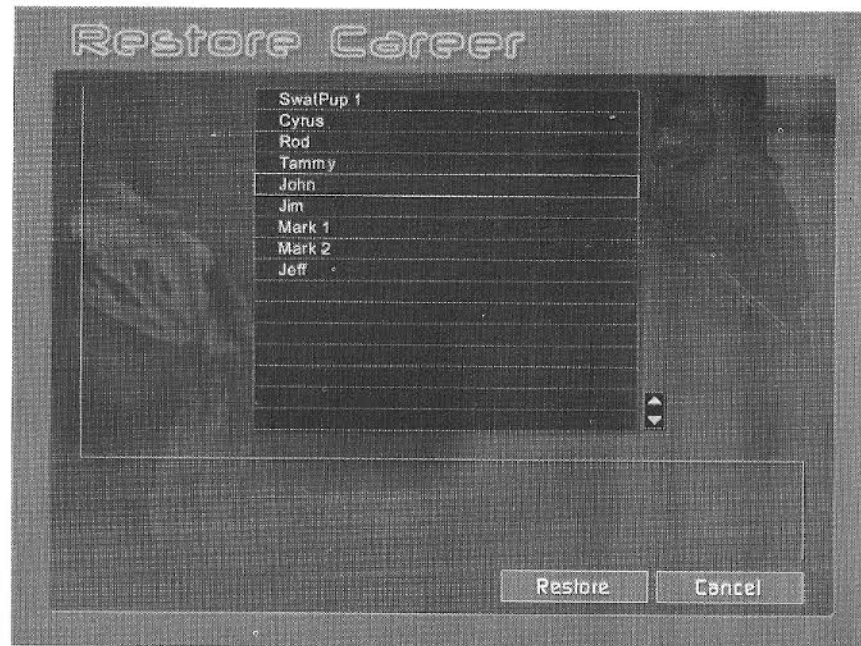 Restore Career
SwatPup 1
Cyrus
Rod
Tammy
John
Jim
Mark 1
Mark 2
Jeff
Restore
Cancel